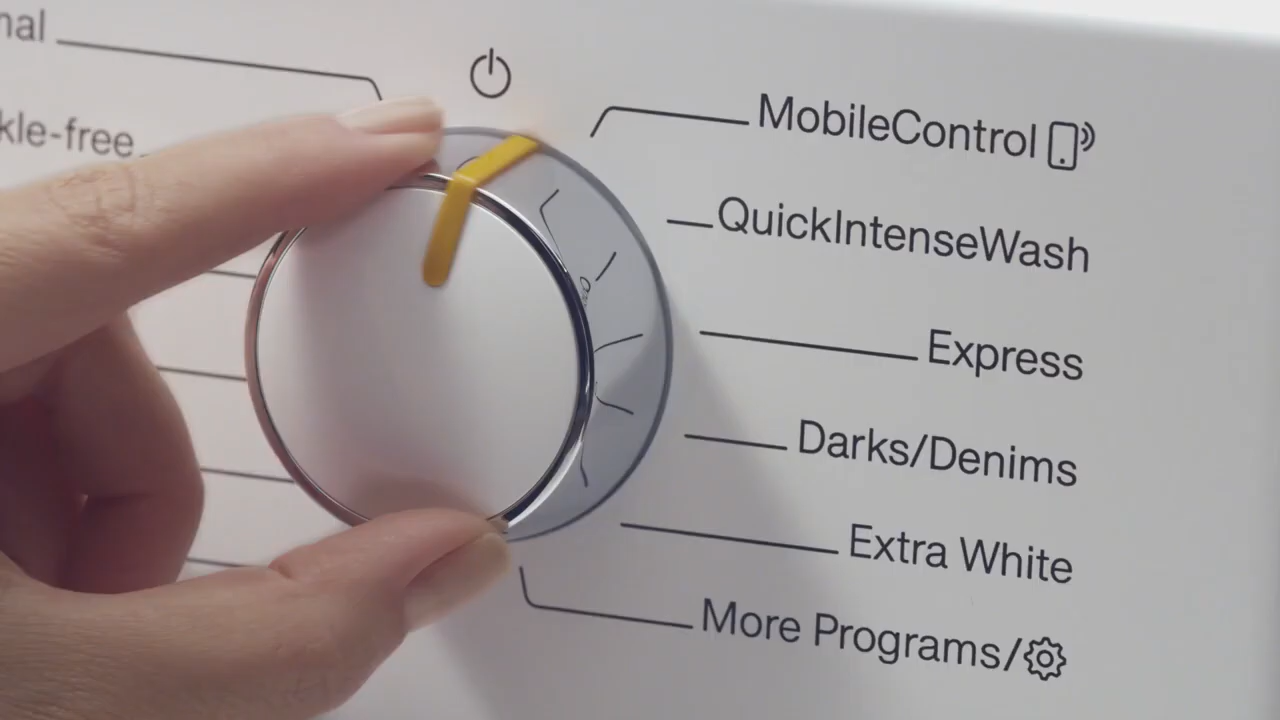 MobileControl
QuickIntenseWash
Express
Darks/Denims
Extra White
More Programs/